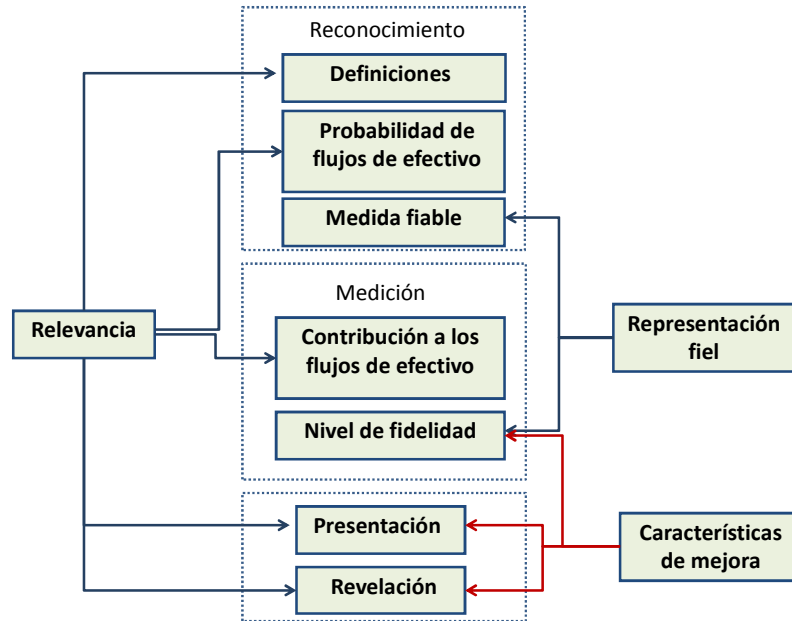 Reconocimiento
Definiciones
Probabilidad de
flujos de efectivo
Medida fiable
Medición
Relevancia
Contribución a los
flujos de efectivo
Representación
fiel
Nivel de fidelidad
Presentación
Características
de mejora
Revelación